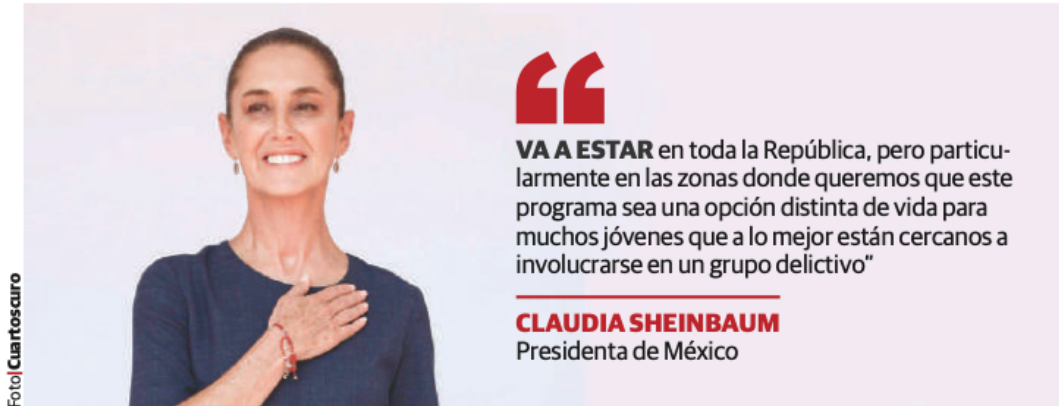 “
VA A ESTAR en toda la República, pero particu-
larmente en las zonas donde queremos que este
programa sea una opción distinta de vida para
muchos jóvenes que a lo mejor están cercanos a
involucrarse en un grupo delictivo”
CLAUDIA SHEINBAUM
Presidenta de México
Foto|Cuartoscuro